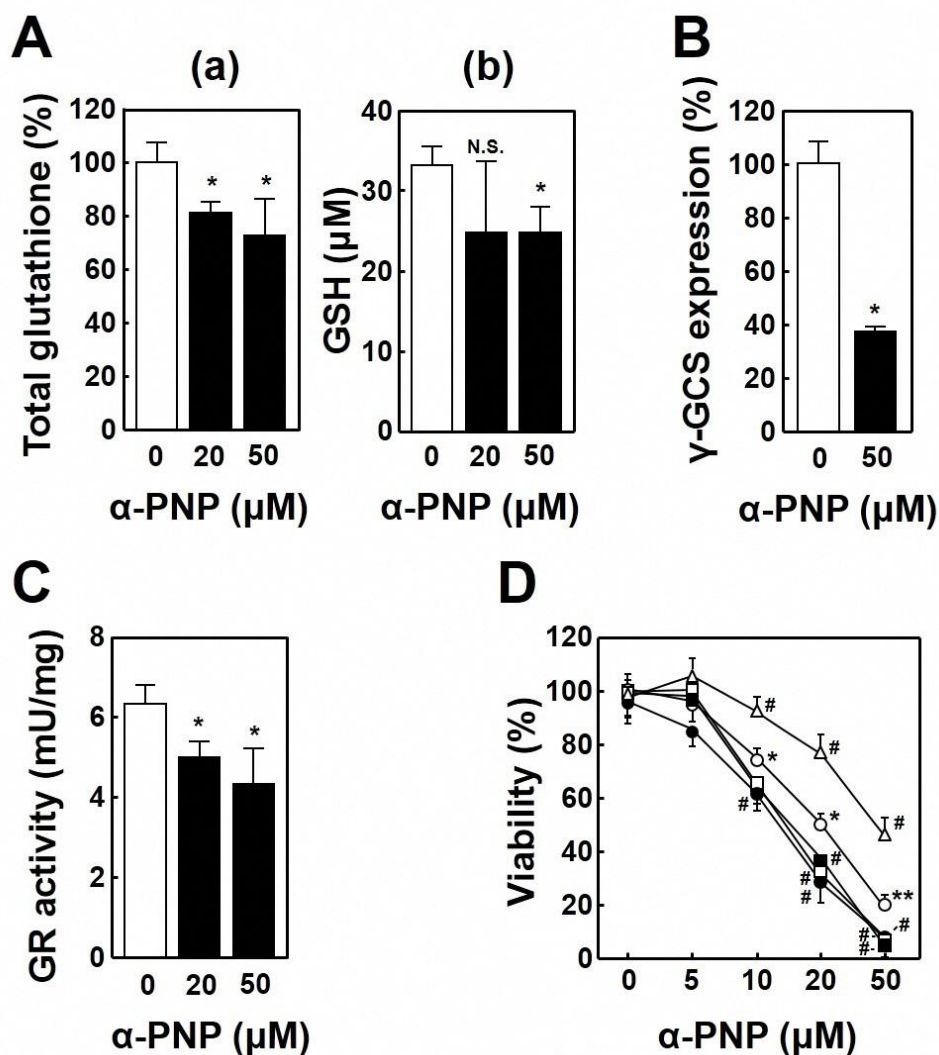 A
(a)
Total glutathione (%)
120
100
80
60
40
20
0
*
*
0 20 50
α-PNP (μM)
(b)
GSH (μM)
40
30
20
10
0
N.S.
*
0 20 50
α-PNP (μM)
B
γ-GCS expression (%)
120
100
80
60
40
20
0
*
0 50
α-PNP (μM)
C
GR activity (mU/mg)
8
6
4
2
0
*
*
0 20 50
α-PNP (μM)
D
Viability (%)
120
100
80
60
40
20
0
#
#
#
*
*
**
#
#
#
#
#
#
#
0 5 10 20 50
α-PNP (μM)